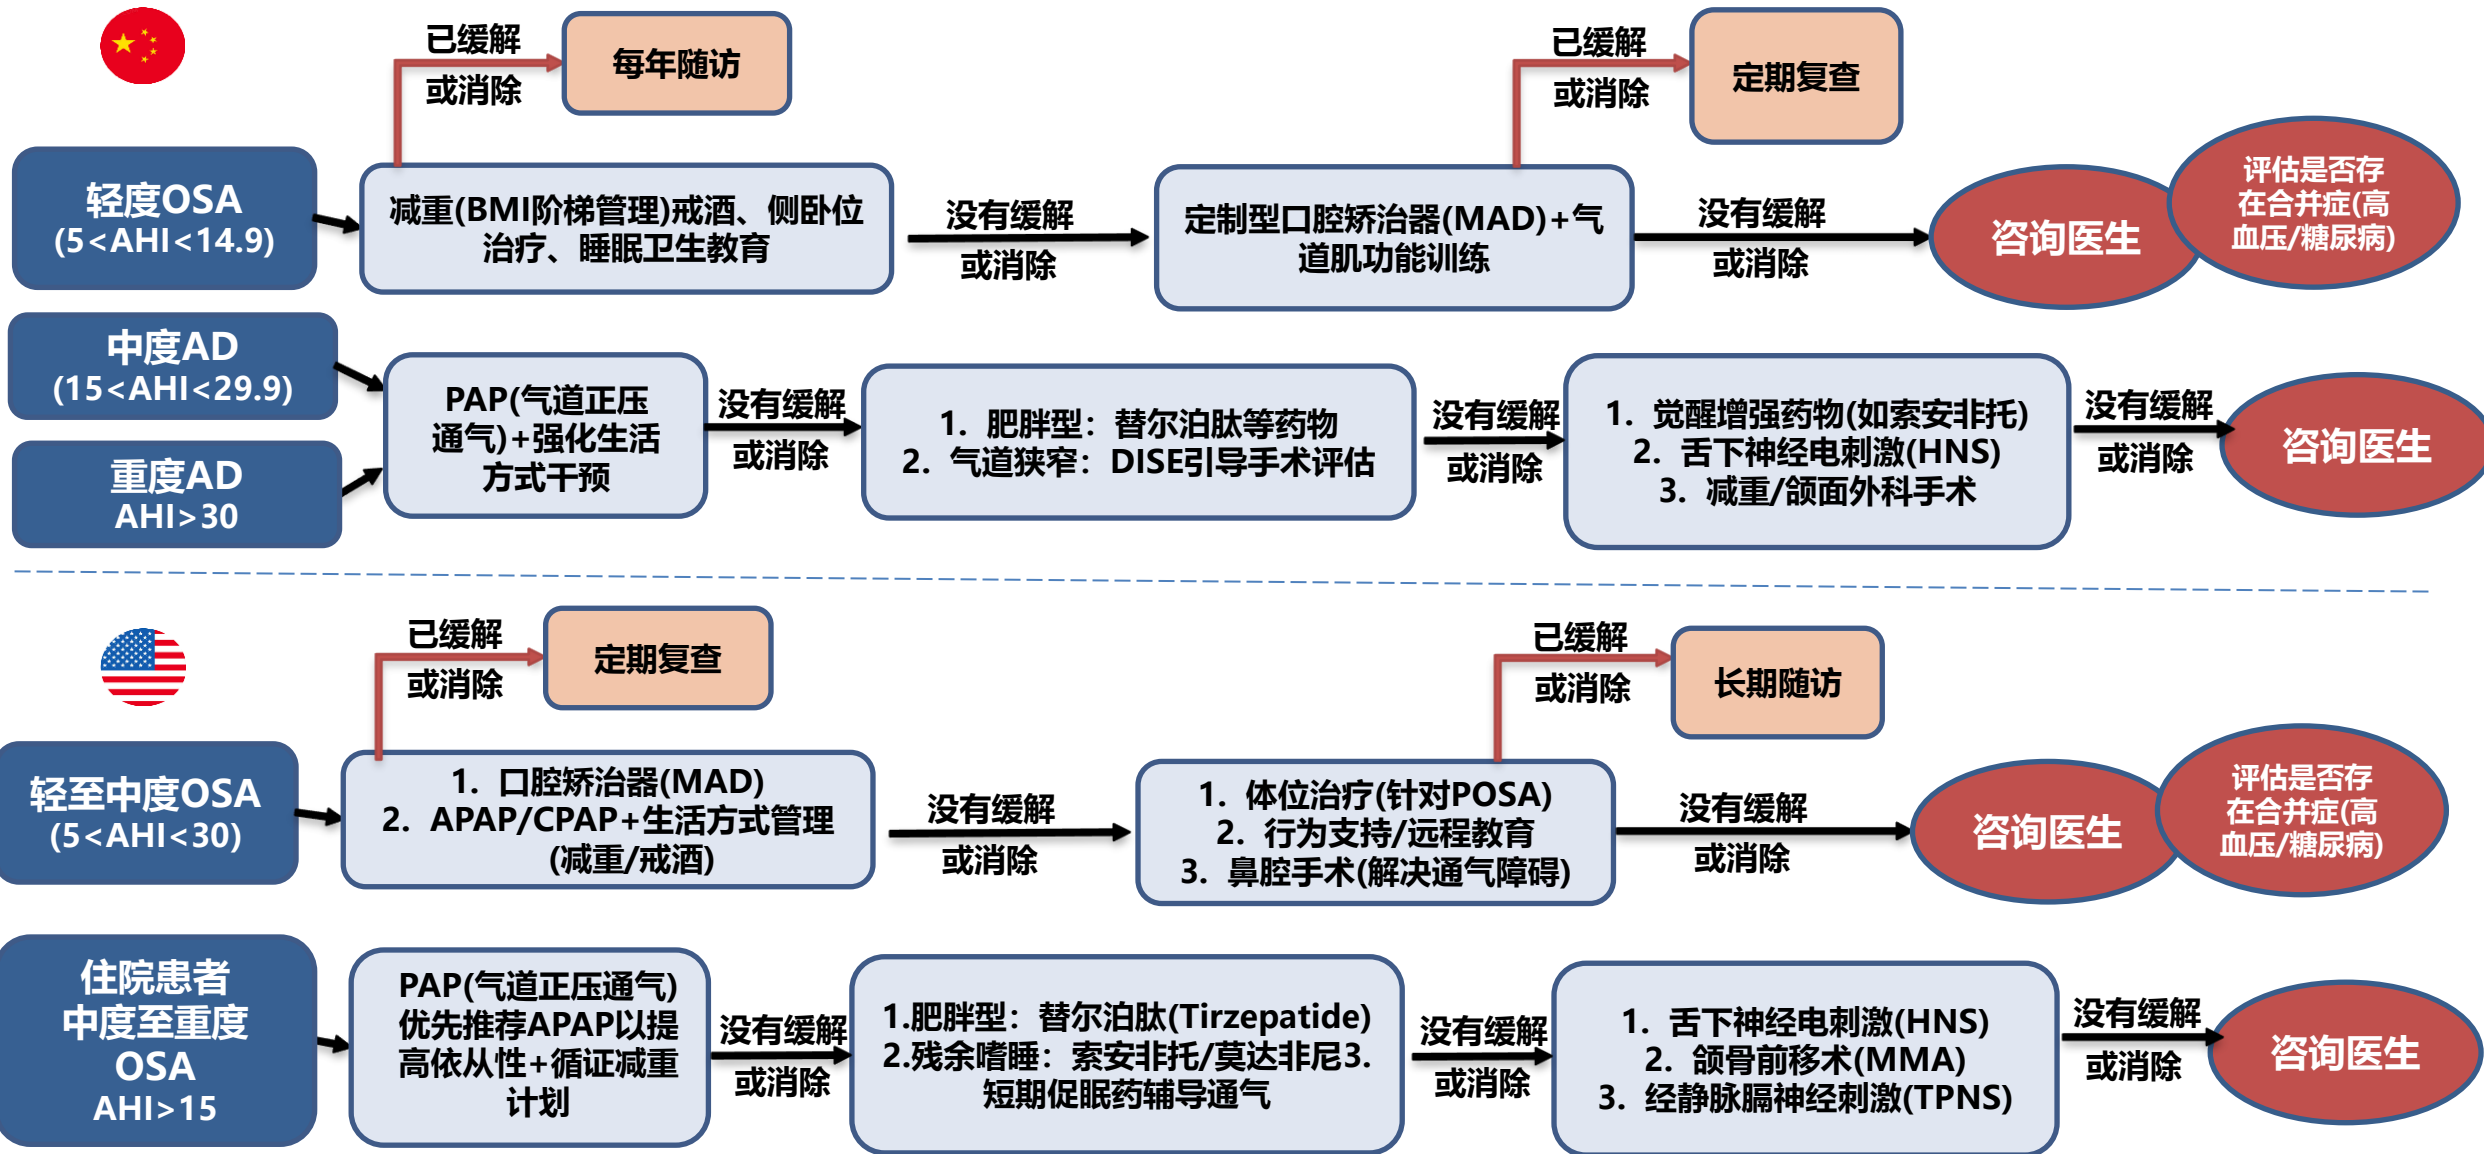 已缓解
或消除
每年随访
已缓解
或消除
定期复查
轻度OSA
(5<AHI<14.9)
减重(BMI阶梯管理)戒酒、侧卧位
治疗、睡眠卫生教育
没有缓解
或消除
定制型口腔矫治器(MAD)+气
道肌功能训练
没有缓解
或消除
咨询医生
评估是否存
在合并症(高
血压/糖尿病)
中度AD
(15<AHI<29.9)
重度AD
AHI>30
PAP(气道正压
通气)+强化生活
方式干预
没有缓解
或消除
1. 肥胖型：替尔泊肽等药物
2. 气道狭窄：DISE引导手术评估
没有缓解
或消除
1. 觉醒增强药物(如索安非托)
2. 舌下神经电刺激(HNS)
3. 减重/颌面外科手术
没有缓解
或消除
咨询医生
已缓解
或消除
定期复查
已缓解
或消除
长期随访
轻至中度OSA
(5<AHI<30)
1. 口腔矫治器(MAD)
2. APAP/CPAP+生活方式管理
(减重/戒酒)
没有缓解
或消除
1. 体位治疗(针对POSA)
2. 行为支持/远程教育
3. 鼻腔手术(解决通气障碍)
没有缓解
或消除
咨询医生
评估是否存
在合并症(高
血压/糖尿病)
住院患者
中度至重度
OSA
AHI>15
PAP(气道正压通气)
优先推荐APAP以提
高依从性+循证减重
计划
没有缓解
或消除
1.肥胖型：替尔泊肽(Tirzepatide)
2.残余嗜睡：索安非托/莫达非尼3.
短期促眠药辅导通气
没有缓解
或消除
1. 舌下神经电刺激(HNS)
2. 颌骨前移术(MMA)
3. 经静脉膈神经刺激(TPNS)
没有缓解
或消除
咨询医生